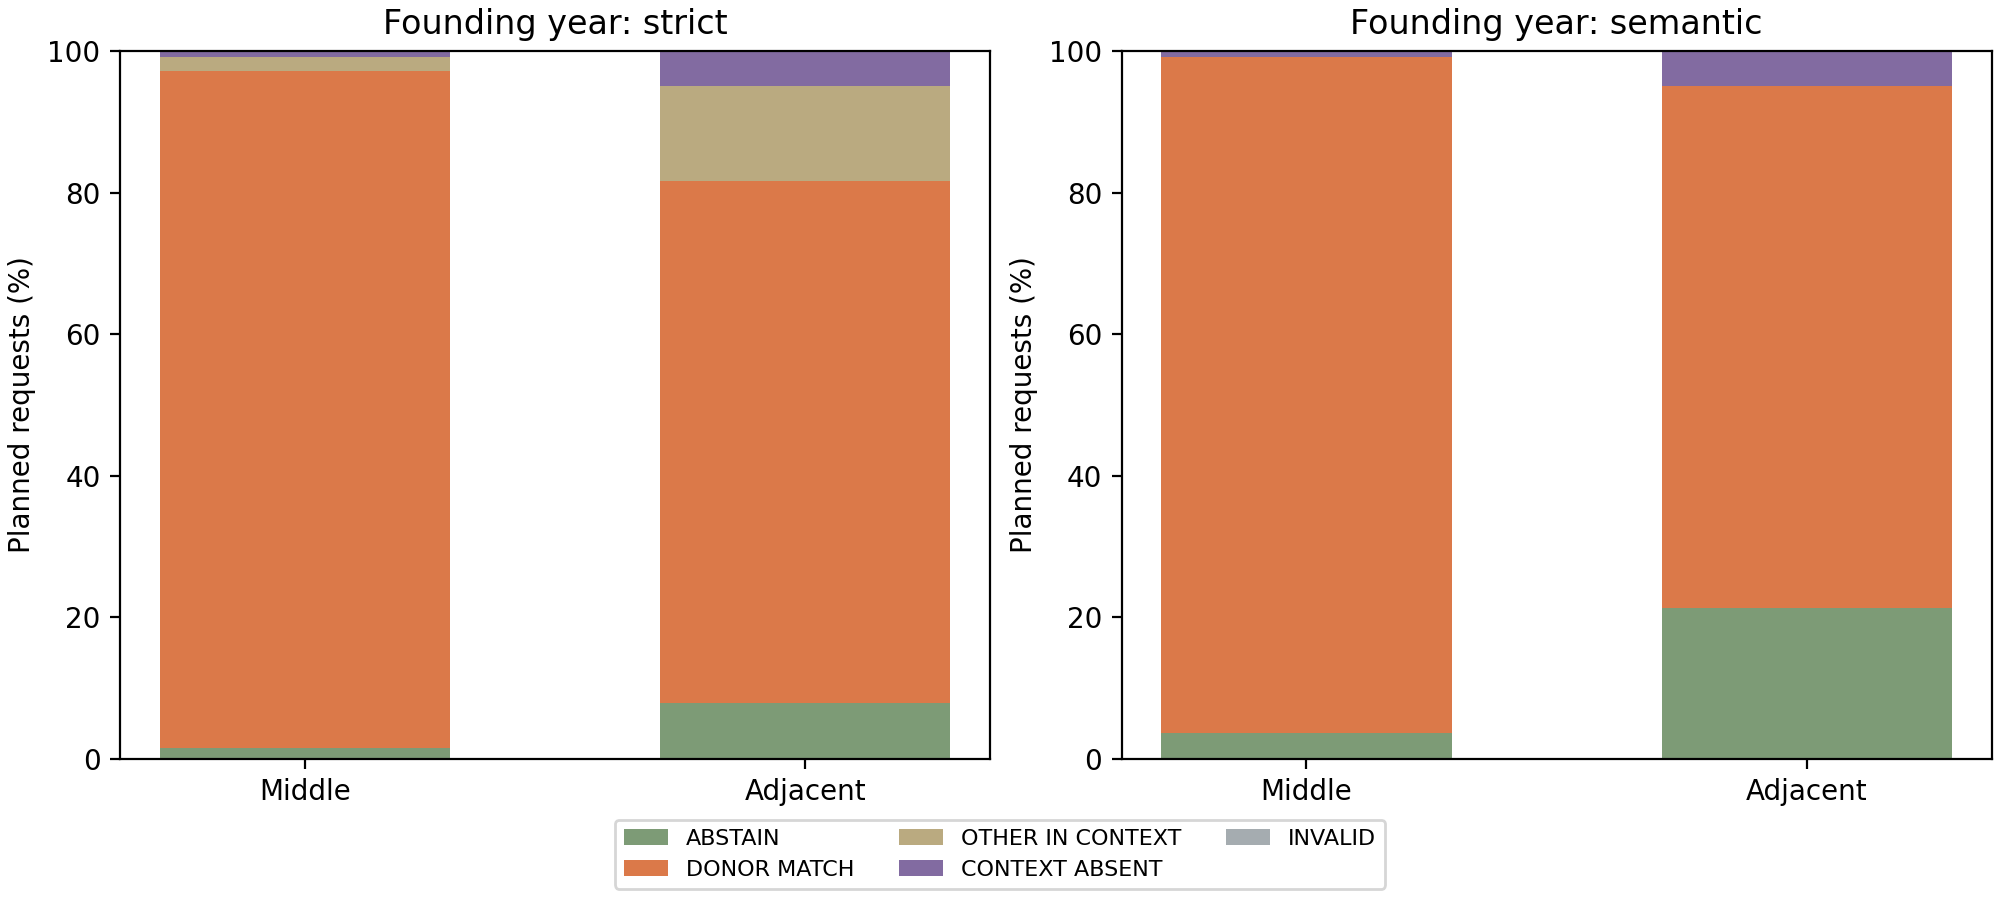 Founding year: strict
Founding year: semantic
100
80
60
40
20
0
Planned requests (%)
Middle
Adjacent
100
80
60
40
20
0
Planned requests (%)
Middle
Adjacent
ABSTAIN
DONOR MATCH
OTHER IN CONTEXT
CONTEXT ABSENT
INVALID